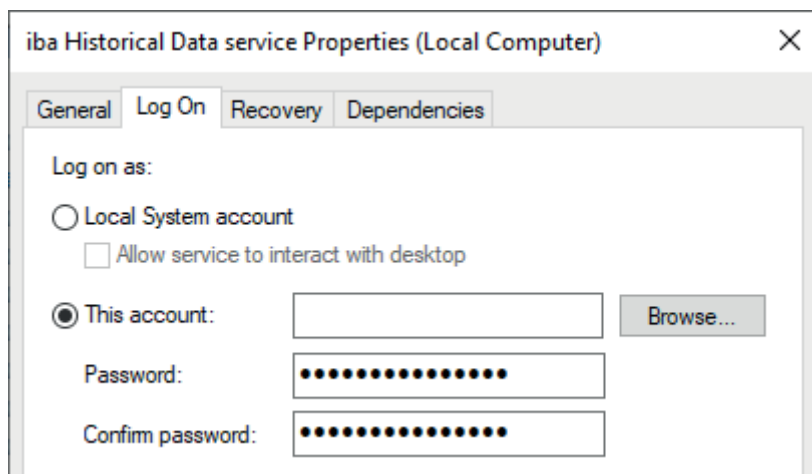 iba Historical Data service Properties (Local Computer)
General Log On Recovery Dependencies
Log on as:
Local System account
Allow service to interact with desktop
This account: Browse...
Password: •••••••••••••••
Confirm password: •••••••••••••••